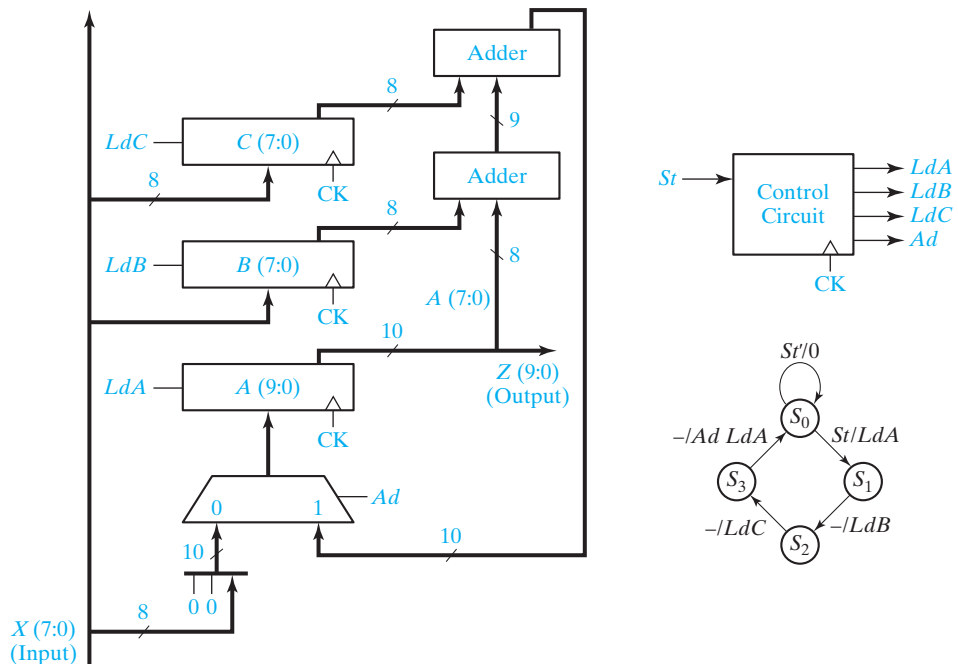 Adder
8
9
LdC
C (7:0)
CK
8
Adder
8
8
LdB
B (7:0)
CK
A (7:0)
10
LdA
A (9:0)
CK
Z (9:0)
(Output)
0
1
Ad
10
10
0 0
8
X (7:0)
(Input)
St
Control
Circuit
CK
LdA
LdB
LdC
Ad
St'/0
S0
–/Ad LdA
St/LdA
S3
S1
–/LdC
–/LdB
S2